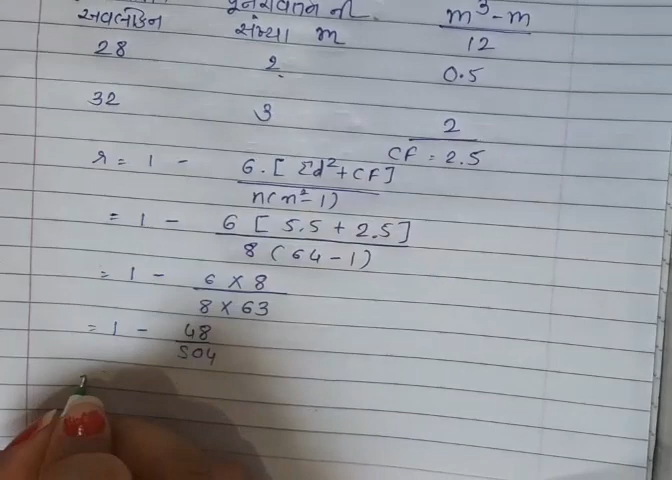 પુનરાવર્તન ની m³-m
અવલોકન સંખ્યા m 12
28 2 0.5
32 3 2
CF = 2.5
r = 1 - 6.[Σd²+CF]
n(n²-1)
= 1 - 6[5.5+2.5]
8(64-1)
= 1 - 6×8
8×63
= 1 - 48
504